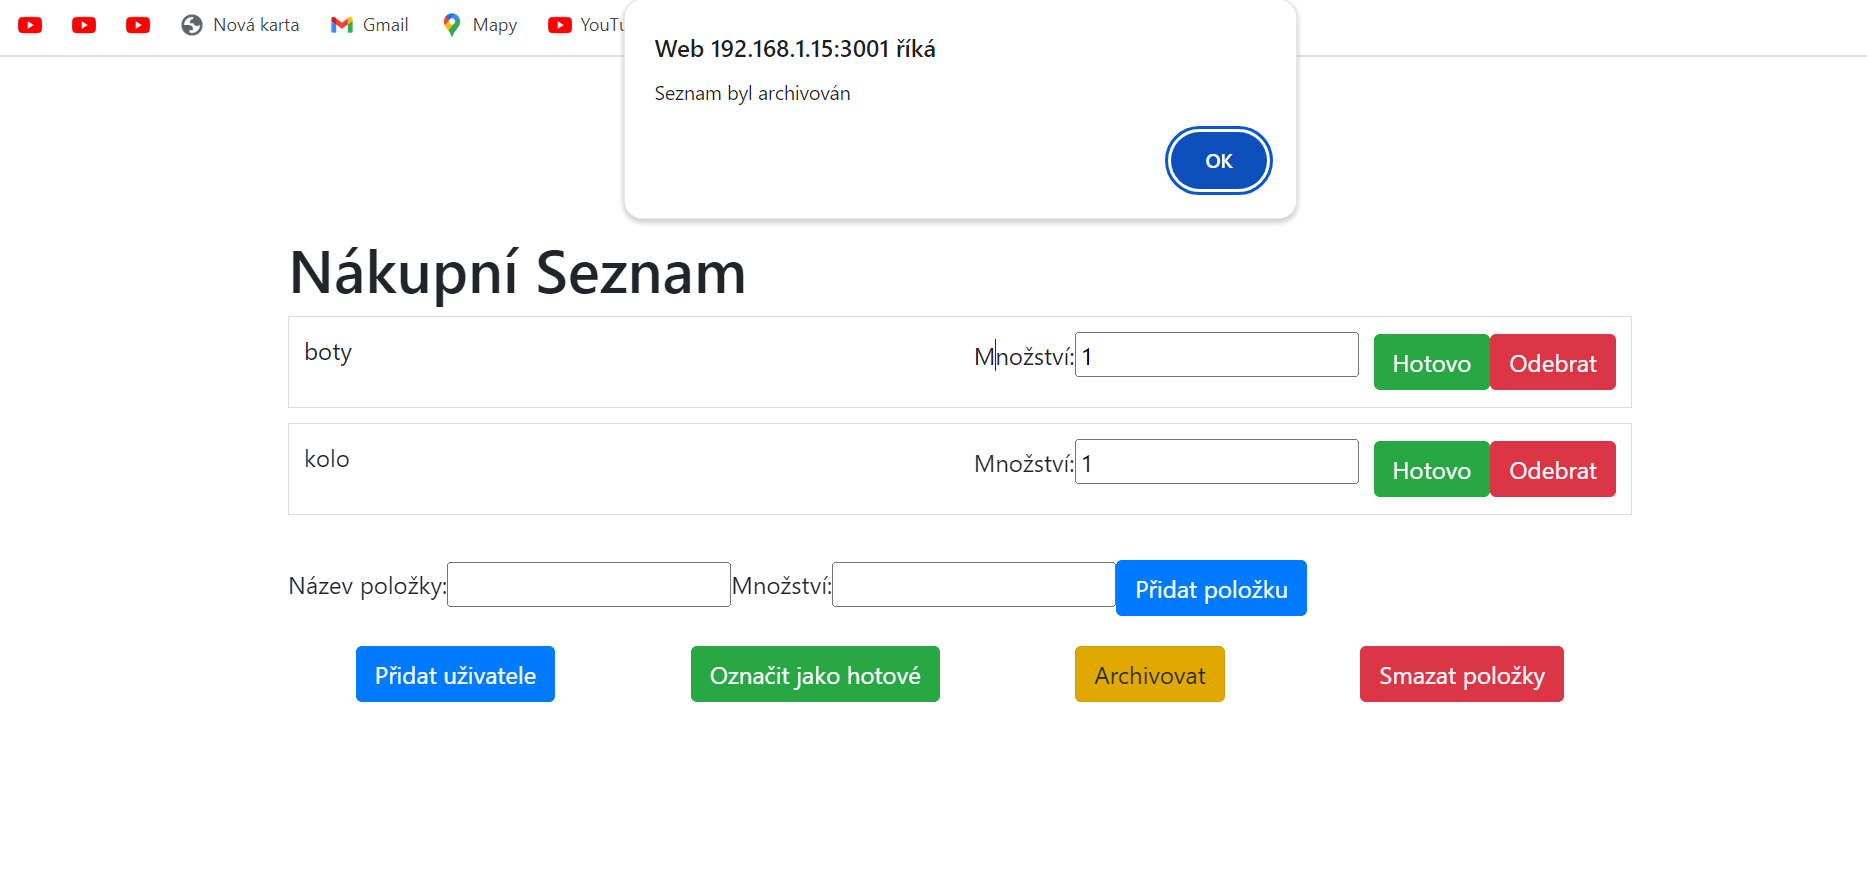 Nová karta Gmail Mapy
Web 192.168.1.15:3001 říká
Seznam byl archivován
OK
Nákupní Seznam
boty Množství: 1 Hotovo Odebrat
kolo Množství: 1 Hotovo Odebrat
Název položky: Množství: Přidat položku
Přidat uživatele Označit jako hotové Archivovat Smazat položky